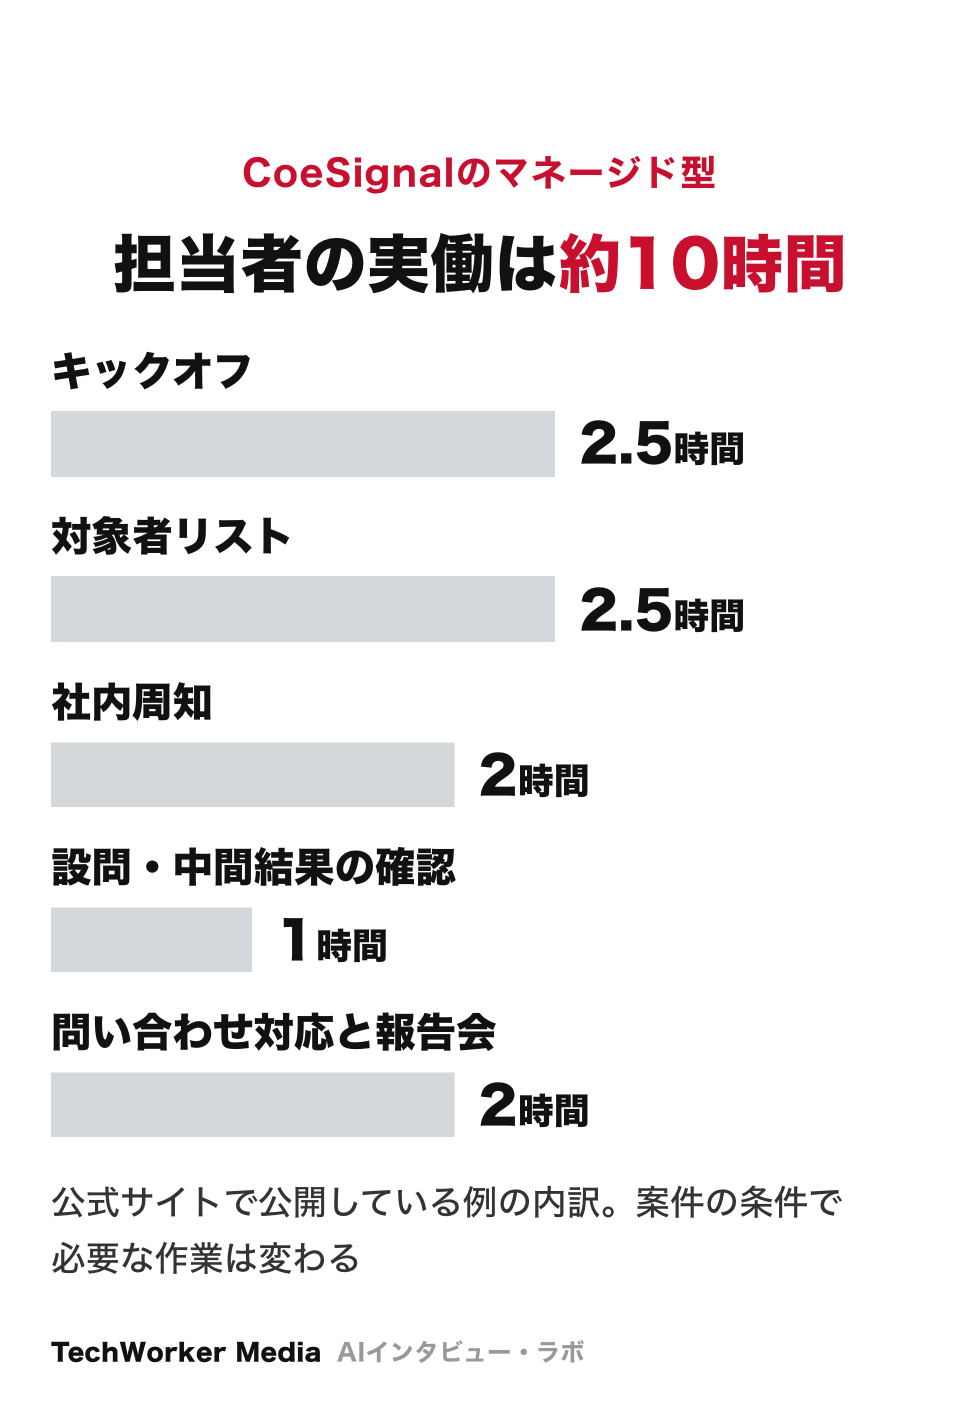 CoeSignalのマネージド型
担当者の実働は約10時間
キックオフ
2.5時間
対象者リスト
2.5時間
社内周知
2時間
設問・中間結果の確認
1時間
問い合わせ対応と報告会
2時間
公式サイトで公開している例の内訳。案件の条件で
必要な作業は変わる
TechWorker Media AIインタビュー・ラボ